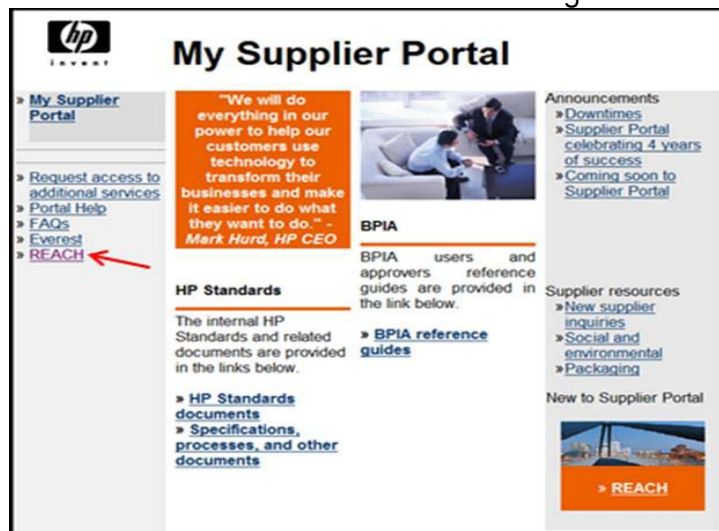 hp
invent
My Supplier Portal
» My Supplier
Portal
» Request access to
additional services
» Portal Help
» FAQs
» Everest
» REACH
"We will do
everything in our
power to help our
customers use
technology to
transform their
businesses and make
it easier to do what
they want to do." -
Mark Hurd, HP CEO
HP Standards
The internal HP
Standards and related
documents are provided
in the links below.
» HP Standards
documents
» Specifications,
processes, and other
documents
BPIA
BPIA users and
approvers reference
guides are provided in
the link below.
» BPIA reference
guides
Announcements
»Downtimes
»Supplier Portal
celebrating 4 years
of success
»Coming soon to
Supplier Portal
Supplier resources
»New supplier
inquiries
»Social and
environmental
»Packaging
New to Supplier Portal
» REACH